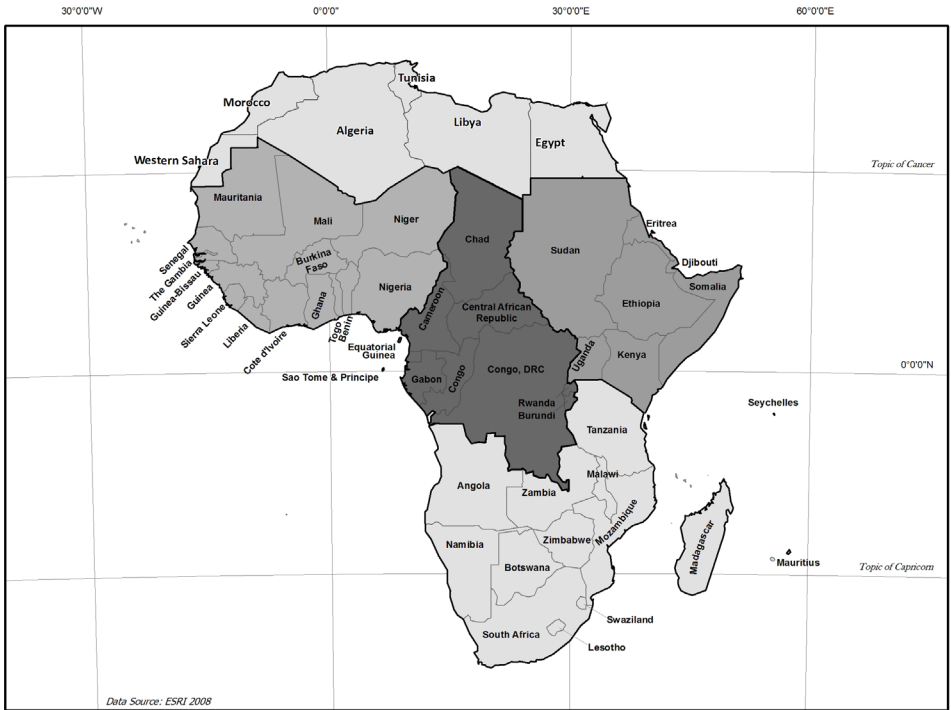 30°0'0"W
0°0'0"
30°0'0"E
60°0'0"E
Tunisia
Morocco
Algeria
Libya
Egypt
Western Sahara
Topic of Cancer
Mauritania
Mali
Niger
Chad
Sudan
Eritrea
Djibouti
Somalia
Senegal
The Gambia
Guinea-Bissau
Guinea
Sierra Leone
Liberia
Cote d'Ivoire
Burkina
Faso
Ghana
Togo
Benin
Nigeria
Cameroon
Central African
Republic
Ethiopia
Equatorial
Guinea
Sao Tome & Principe
Gabon
Congo
Congo, DRC
Uganda
Kenya
0°0'0"N
Rwanda
Burundi
Seychelles
Tanzania
Malawi
Angola
Zambia
Mozambique
Madagascar
Namibia
Zimbabwe
Botswana
Mauritius
Topic of Capricorn
Swaziland
South Africa
Lesotho
Data Source: ESRI 2008